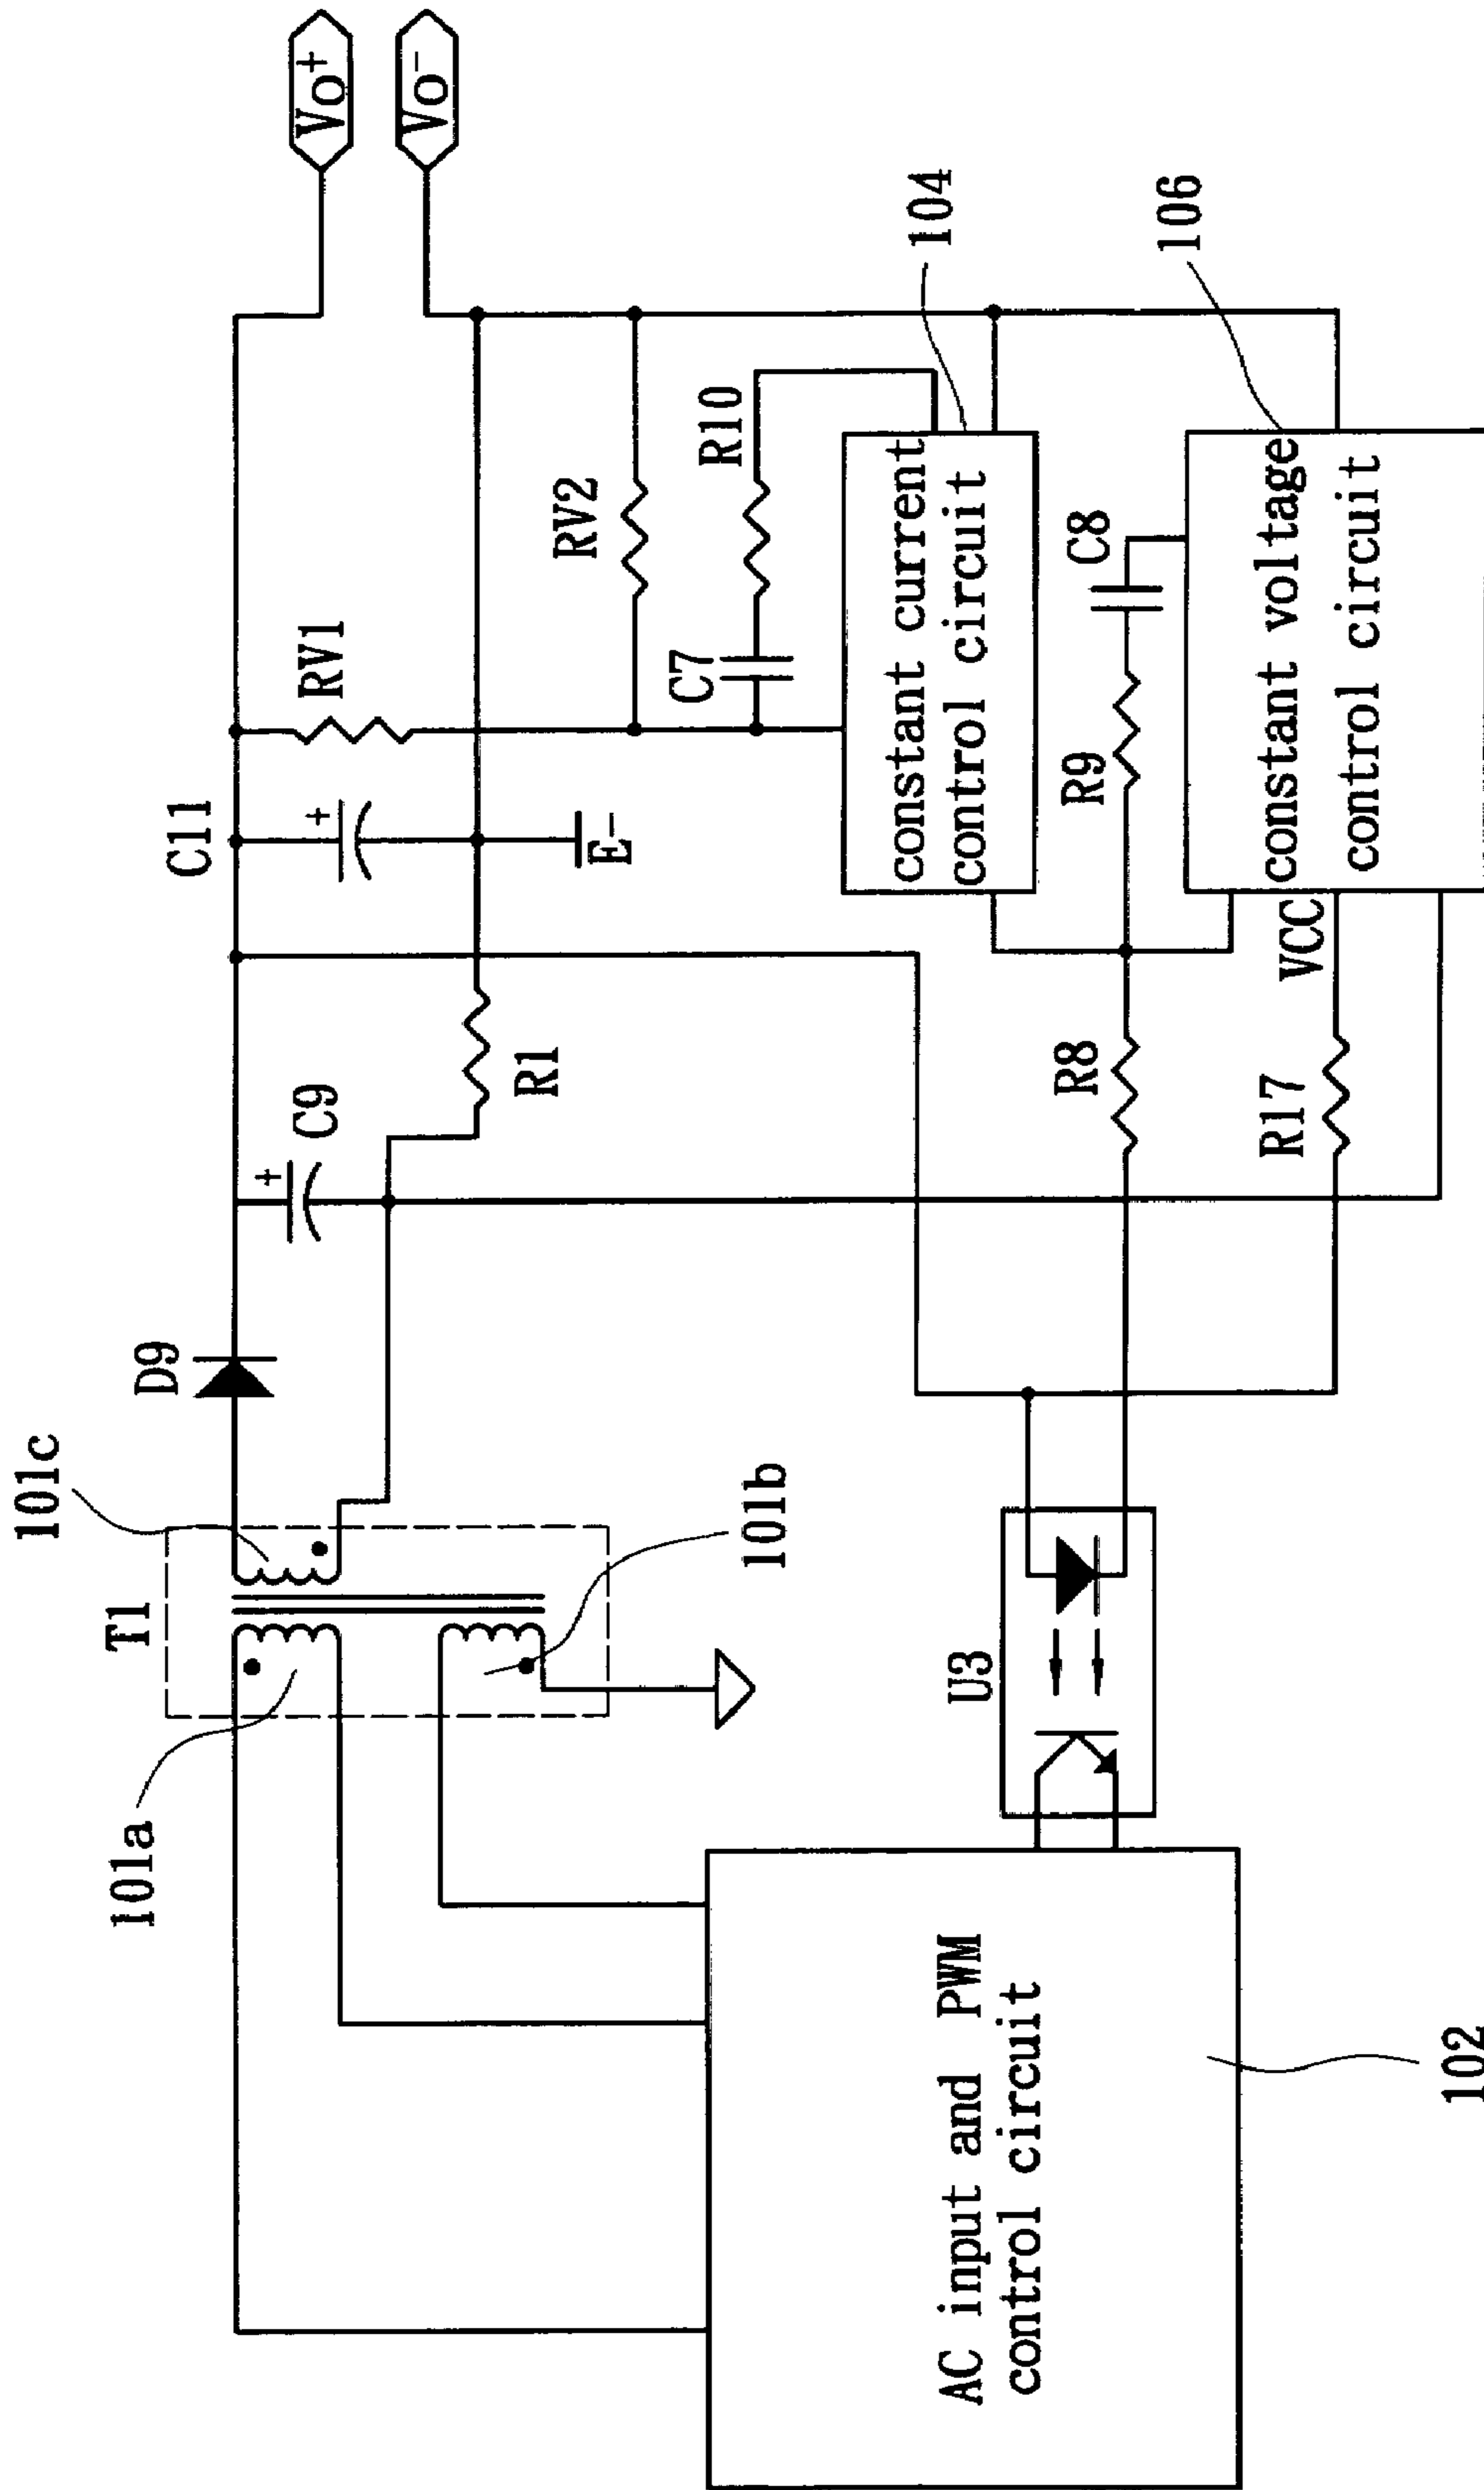 101c
T1
101a
D9
C9
C11
RV1
Vo+
Vo-
R1
E-
RV2
C7
R10
101b
104
constant current
control circuit
U3
R8
R9
C8
106
AC input and PWM
control circuit
R17
VCC
constant voltage
control circuit
102